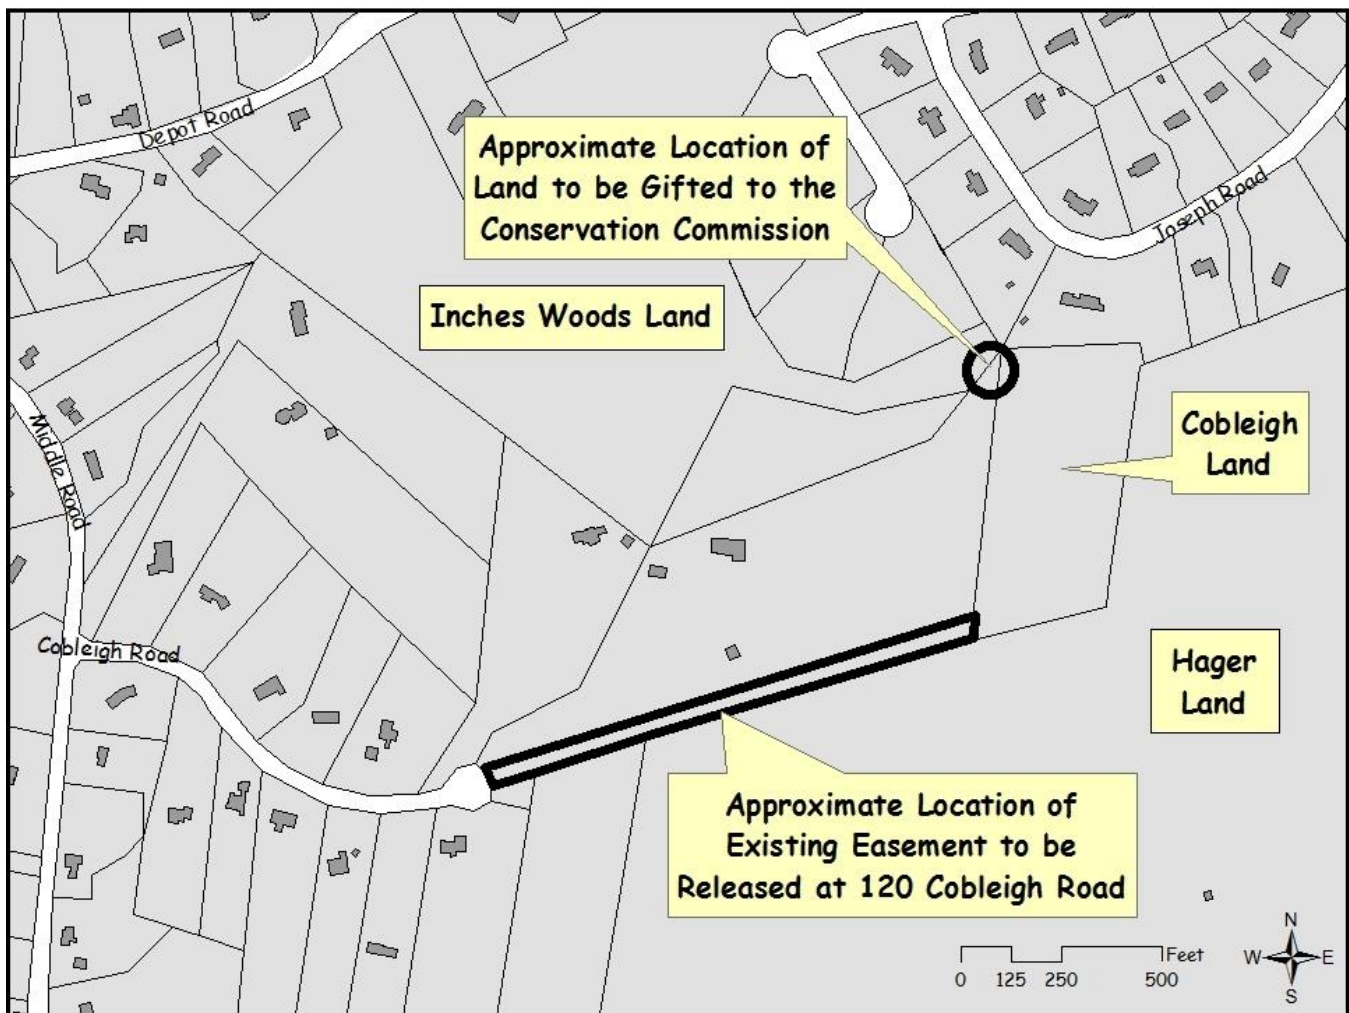 Depot Road
Approximate Location of
Land to be Gifted to the
Conservation Commission
Joseph Road
Inches Woods Land
Middle Road
Cobleigh
Land
Cobleigh Road
Hager
Land
Approximate Location of
Existing Easement to be
Released at 120 Cobleigh Road
N
W E
S
Feet
0 125 250 500